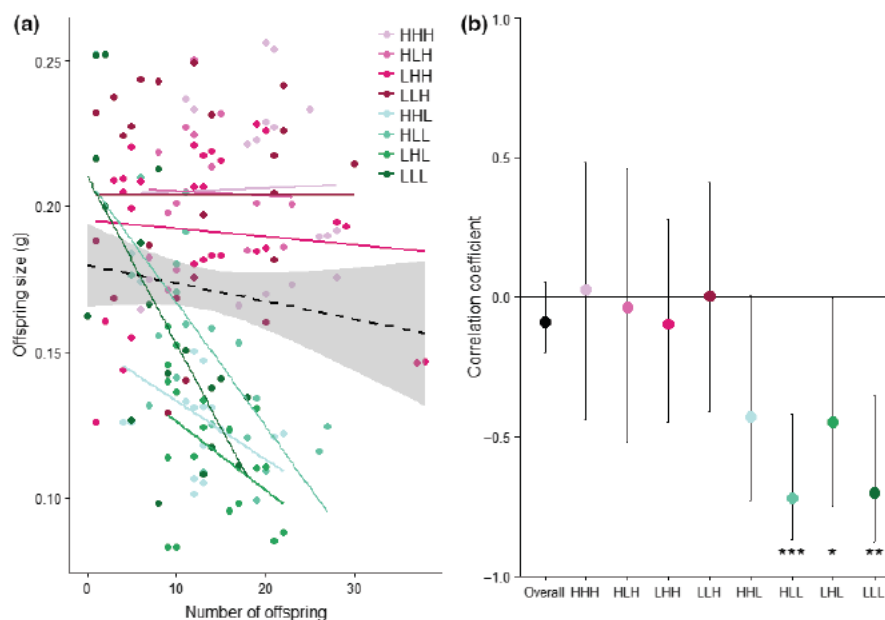 (a)
0.25
0.20
0.15
0.10
Offspring size (g)
0
10
20
30
Number of offspring
HHH
HLH
LHH
LLH
HHL
HLL
LHL
LLL
(b)
1.0
0.5
0.0
−0.5
−1.0
Correlation coefficient
***
*
**
Overall HHH HLH LHH LLH HHL HLL LHL LLL